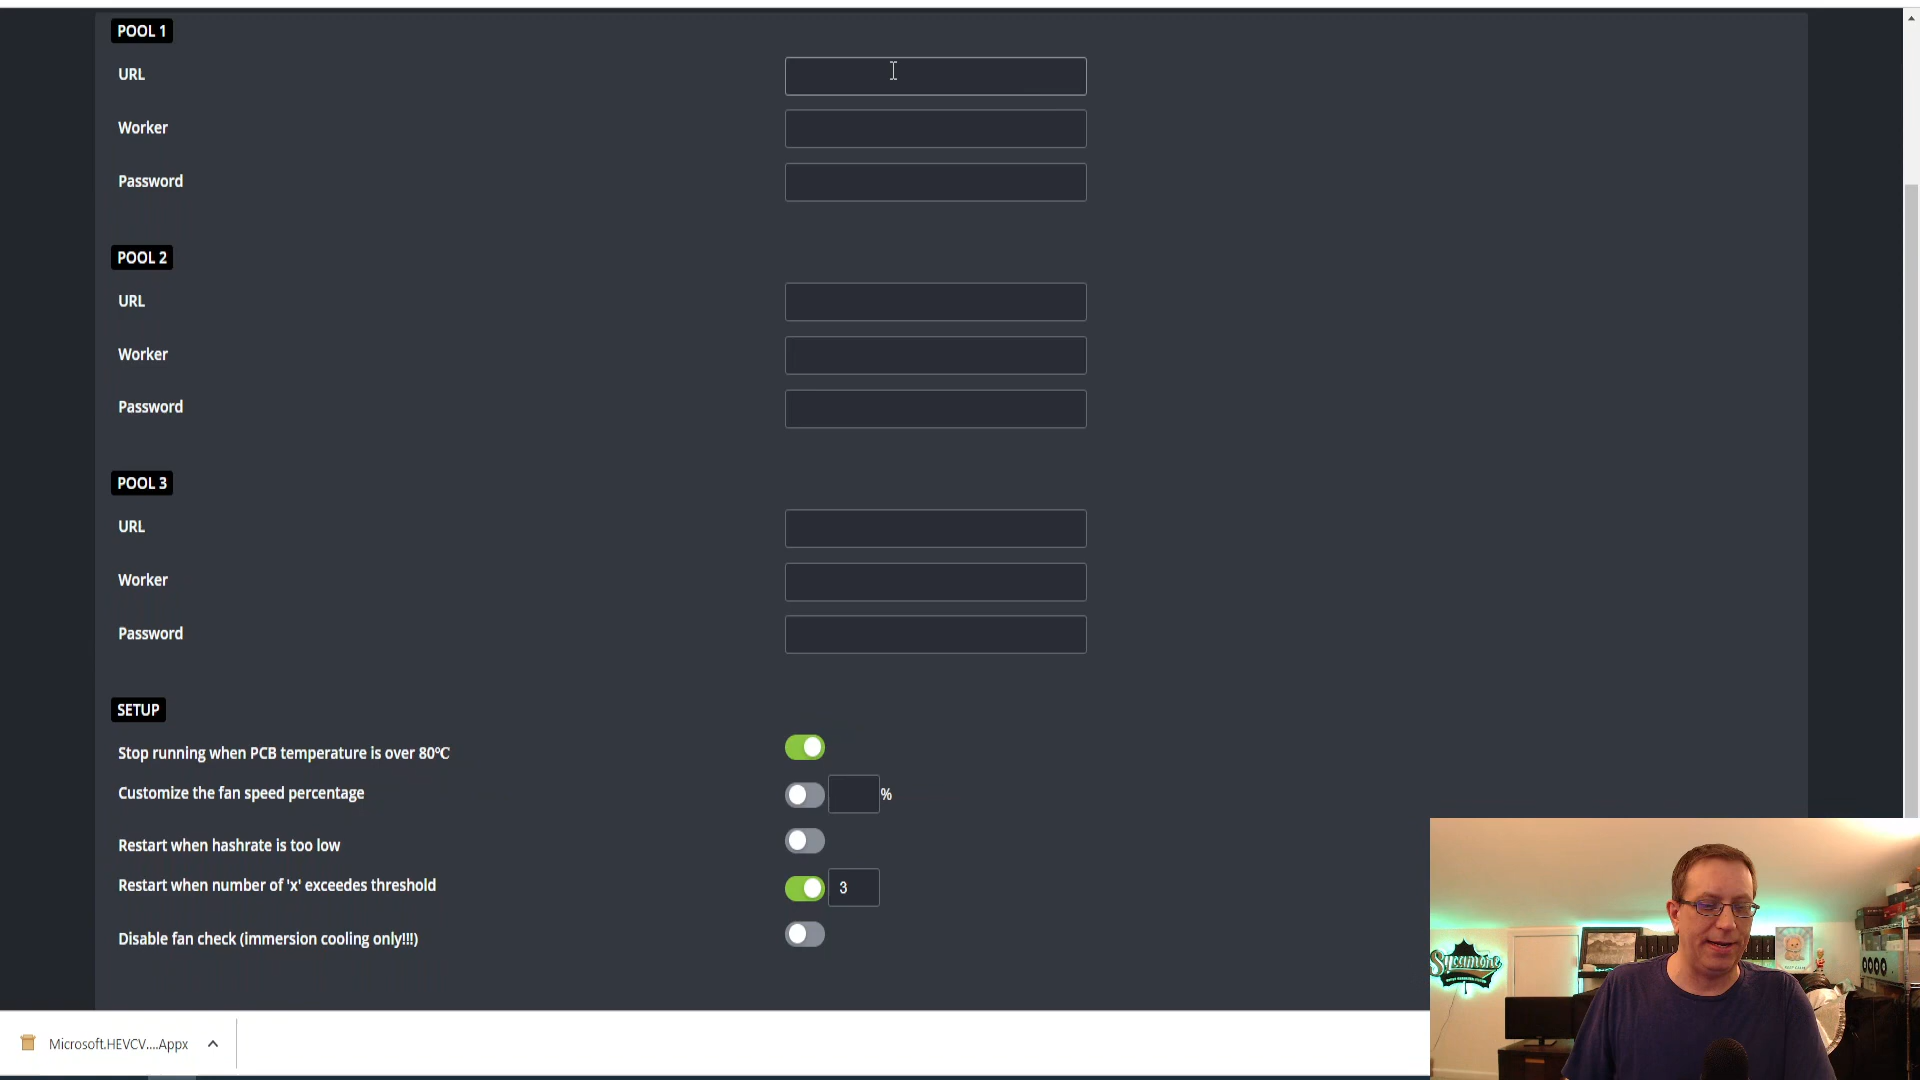 POOL 1
URL
Worker
Password
POOL 2
URL
Worker
Password
POOL 3
URL
Worker
Password
SETUP
Stop running when PCB temperature is over 80℃
Customize the fan speed percentage %
Restart when hashrate is too low
Restart when number of 'x' exceedes threshold 3
Disable fan check (immersion cooling only!!!)
Microsoft.HEVCV....Appx
Sycamore